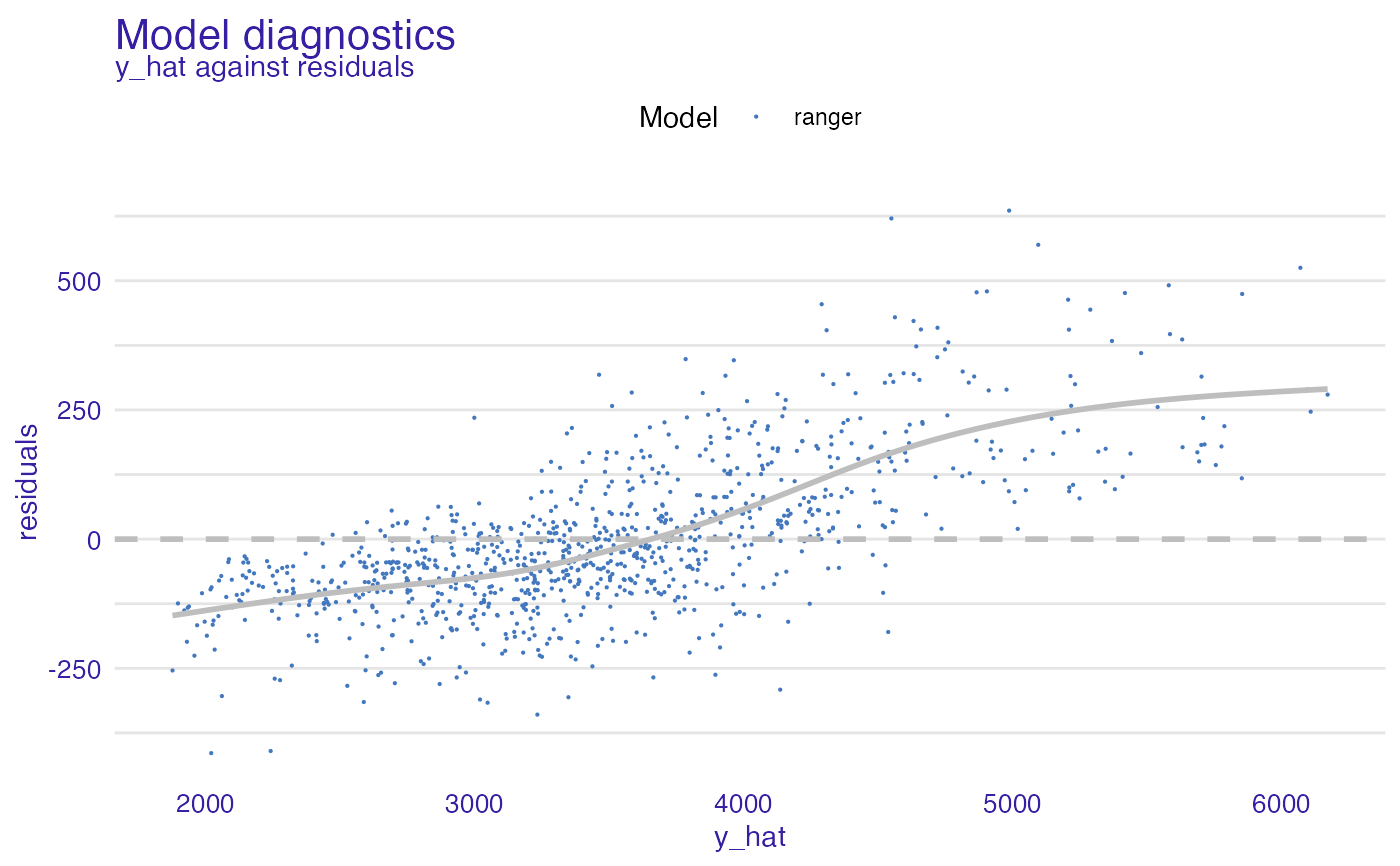 Model diagnostics
y_hat against residuals
Model ranger
500
250
0
-250
residuals
2000 3000 4000 5000 6000
y_hat